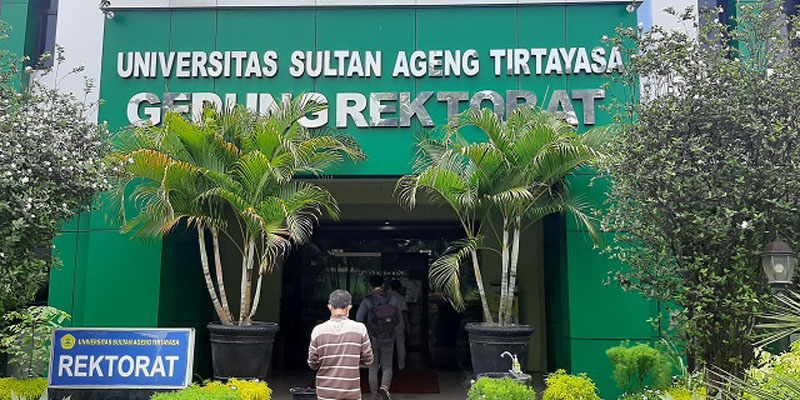 UNIVERSITAS SULTAN AGENG TIRTAYASA
GEDUNG REKTORAT
UNIVERSITAS SULTAN AGENG TIRTAYASA
REKTORAT